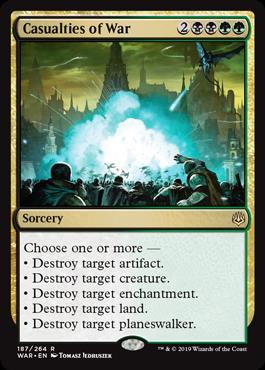 Casualties of War 2
Sorcery
Choose one or more —
• Destroy target artifact.
• Destroy target creature.
• Destroy target enchantment.
• Destroy target land.
• Destroy target planeswalker.
187/264 R
WAR • EN TOMASZ JEDRUSZEK ™ & © 2019 Wizards of the Coast